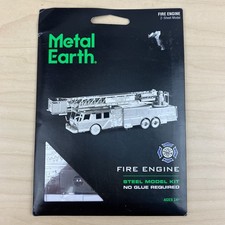 FIRE ENGINE
Metal
Earth.
FIRE ENGINE
STEEL MODEL KIT
NO GLUE REQUIRED